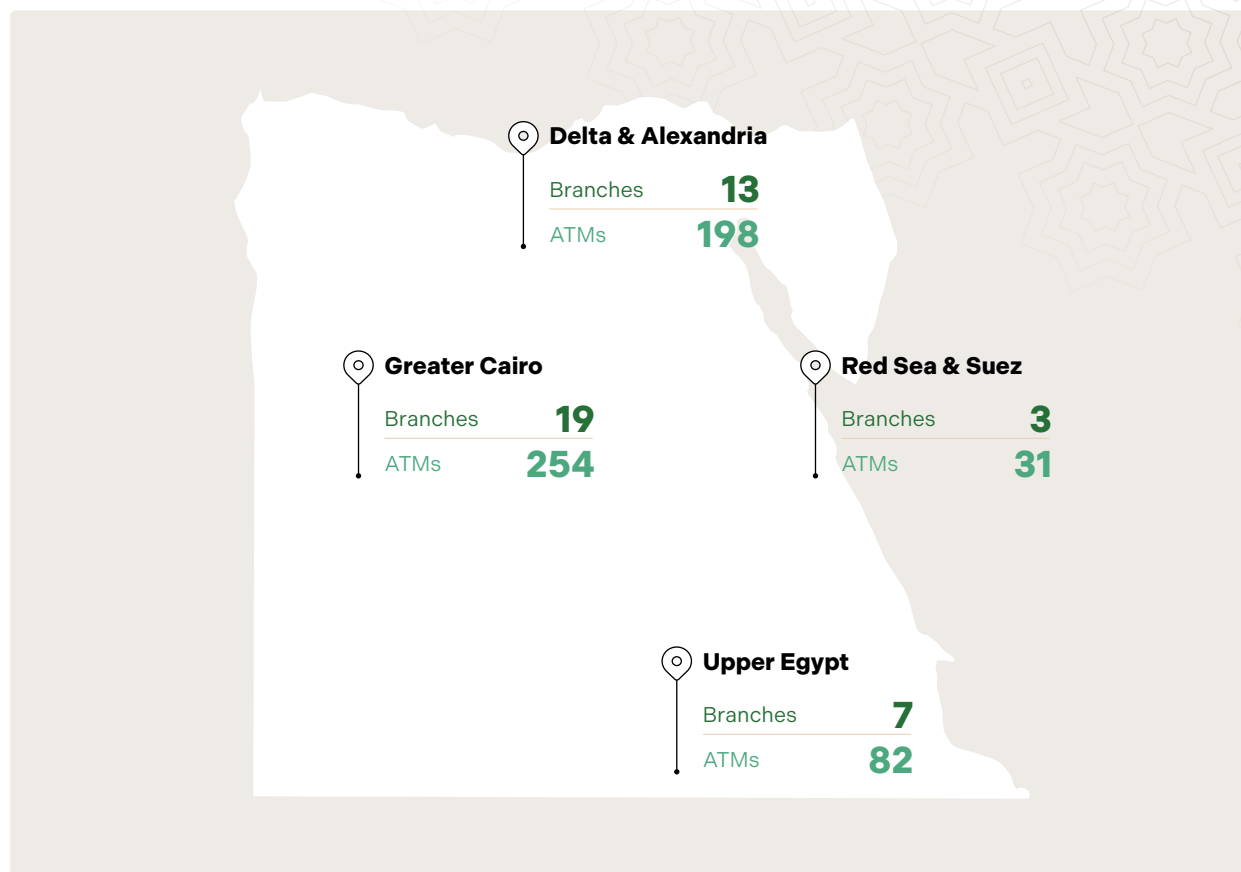 Delta & Alexandria
Branches 13
ATMs 198
Greater Cairo
Branches 19
ATMs 254
Red Sea & Suez
Branches 3
ATMs 31
Upper Egypt
Branches 7
ATMs 82